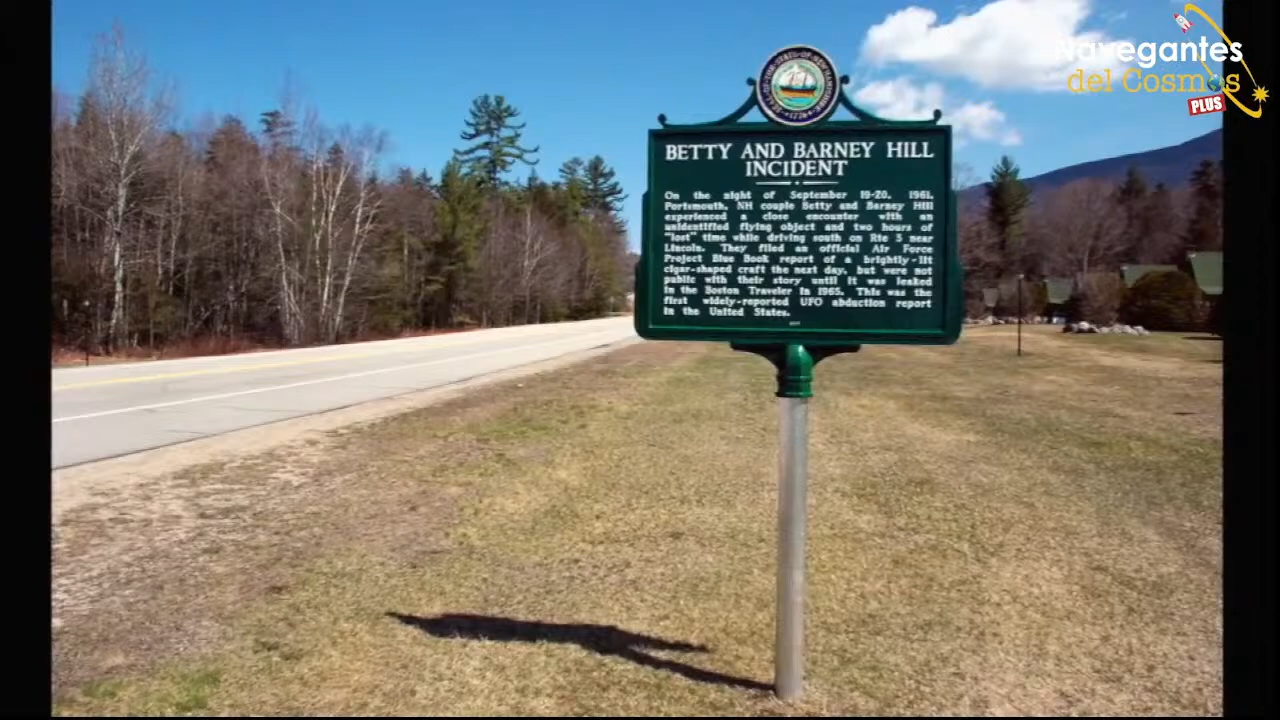 Navegantes
del Cosmos
PLUS
BETTY AND BARNEY HILL
INCIDENT
On the night of September 19-20, 1961,
Portsmouth, NH couple Betty and Barney Hill
experienced a close encounter with an
unidentified flying object and two hours of
"lost" time while driving south on Rte 3 near
Lincoln. They filed an official Air Force
Project Blue Book report of a brightly-lit
cigar-shaped craft the next day, but were not
public with their story until it was leaked
in the Boston Traveler in 1965. This was the
first widely-reported UFO abduction report
in the United States.